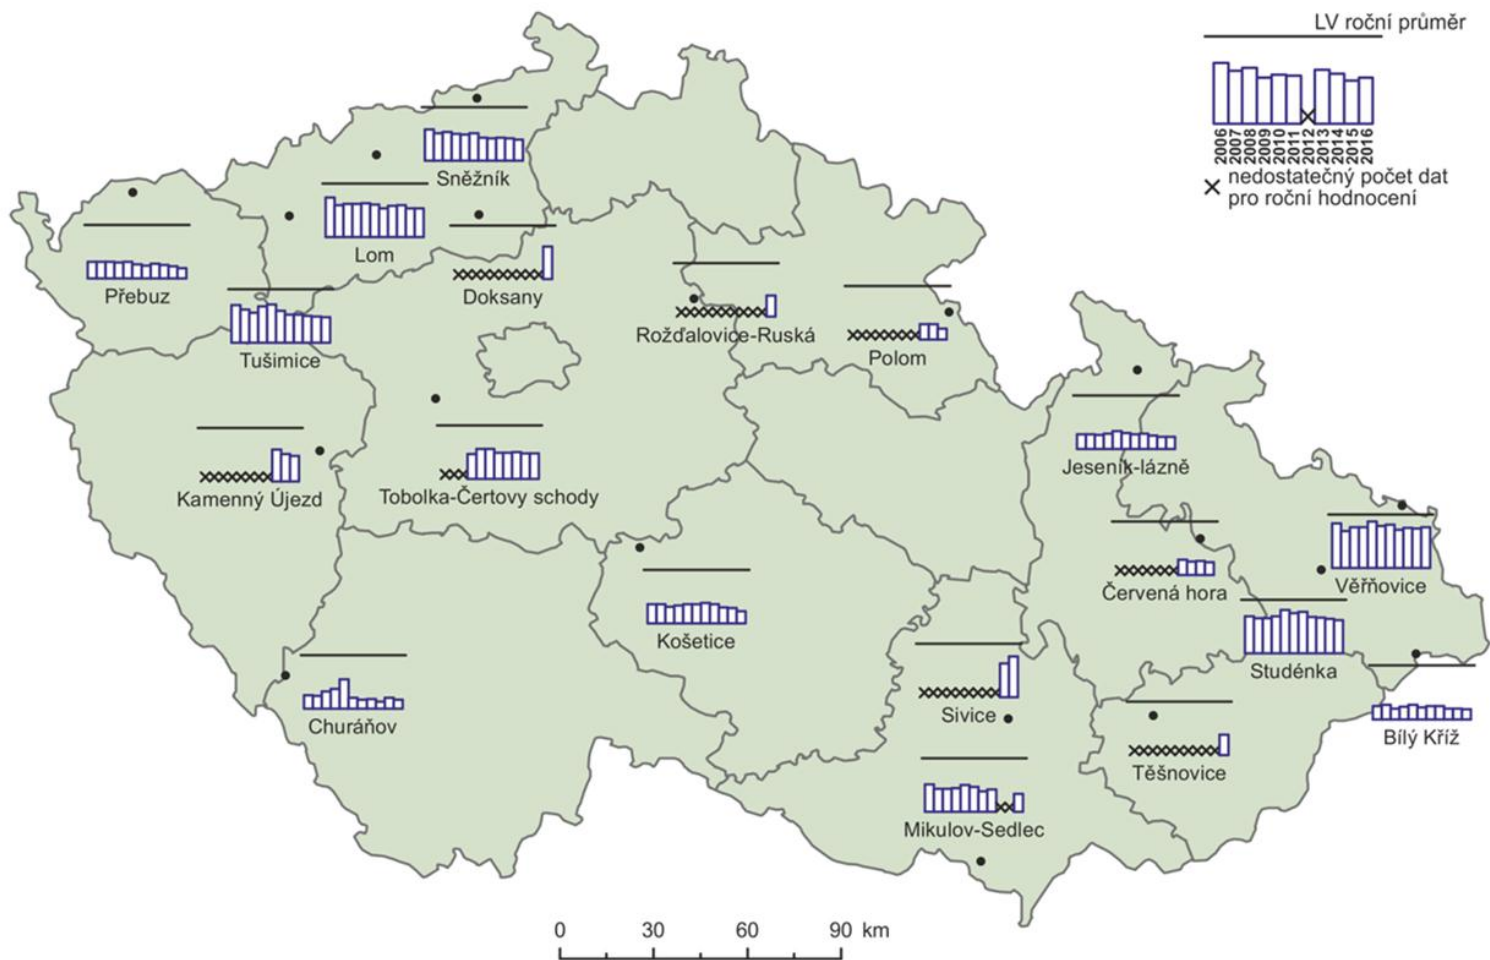 LV roční průměr
2006 2007 2008 2009 2010 2011 2012 2013 2014 2015 2016
nedostatečný počet dat
pro roční hodnocení
Sněžník
Lom
Přebuz
Doksany
Rožďalovice-Ruská
Tušimice
Polom
Jeseník-lázně
Kamenný Újezd
Tobolka-Čertovy schody
Červená hora
Věřňovice
Košetice
Studénka
Sivice
Churáňov
Bílý Kříž
Těšnovice
Mikulov-Sedlec
0 30 60 90 km